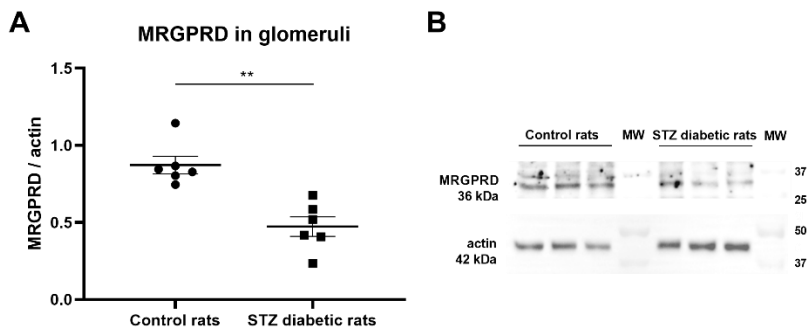 A
MRGPRD in glomeruli
**
MRGPRD / actin
1.5
1.0
0.5
0.0
Control rats
STZ diabetic rats
B
Control rats MW STZ diabetic rats MW
MRGPRD
36 kDa
37
25
actin
42 kDa
50
37